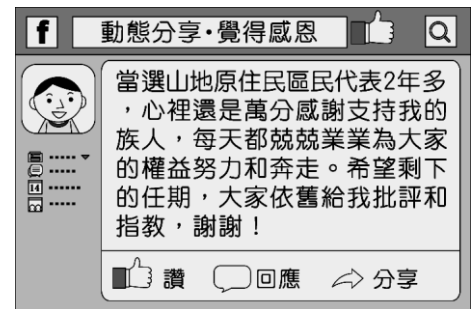 f 動態分享·覺得感恩
當選山地原住民區民代表2年多
，心裡還是萬分感謝支持我的
族人，每天都兢兢業業為大家
的權益努力和奔走。希望剩下
的任期，大家依舊給我批評和
指教，謝謝！
14
讚 回應 分享